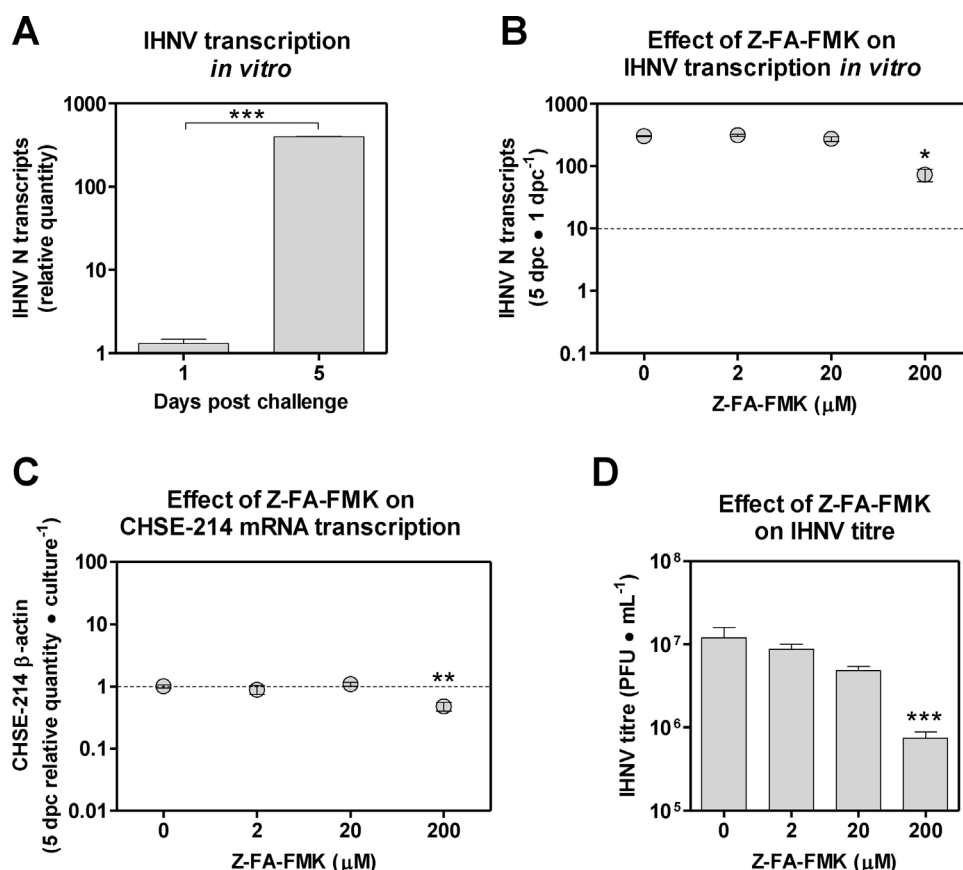 A
IHNV transcription
in vitro
IHNV N transcripts
(relative quantity)
1000
100
10
1
***
1 5
Days post challenge
B
Effect of Z-FA-FMK on
IHNV transcription in vitro
IHNV N transcripts
(5 dpc • 1 dpc⁻¹)
1000
100
10
1
0.1
*
0 2 20 200
Z-FA-FMK (μM)
C
Effect of Z-FA-FMK on
CHSE-214 mRNA transcription
CHSE-214 β-actin
(5 dpc relative quantity • culture⁻¹)
100
10
1
0.1
0.01
**
0 2 20 200
Z-FA-FMK (μM)
D
Effect of Z-FA-FMK
on IHNV titre
IHNV titre (PFU • mL⁻¹)
10⁸
10⁷
10⁶
10⁵
***
0 2 20 200
Z-FA-FMK (μM)